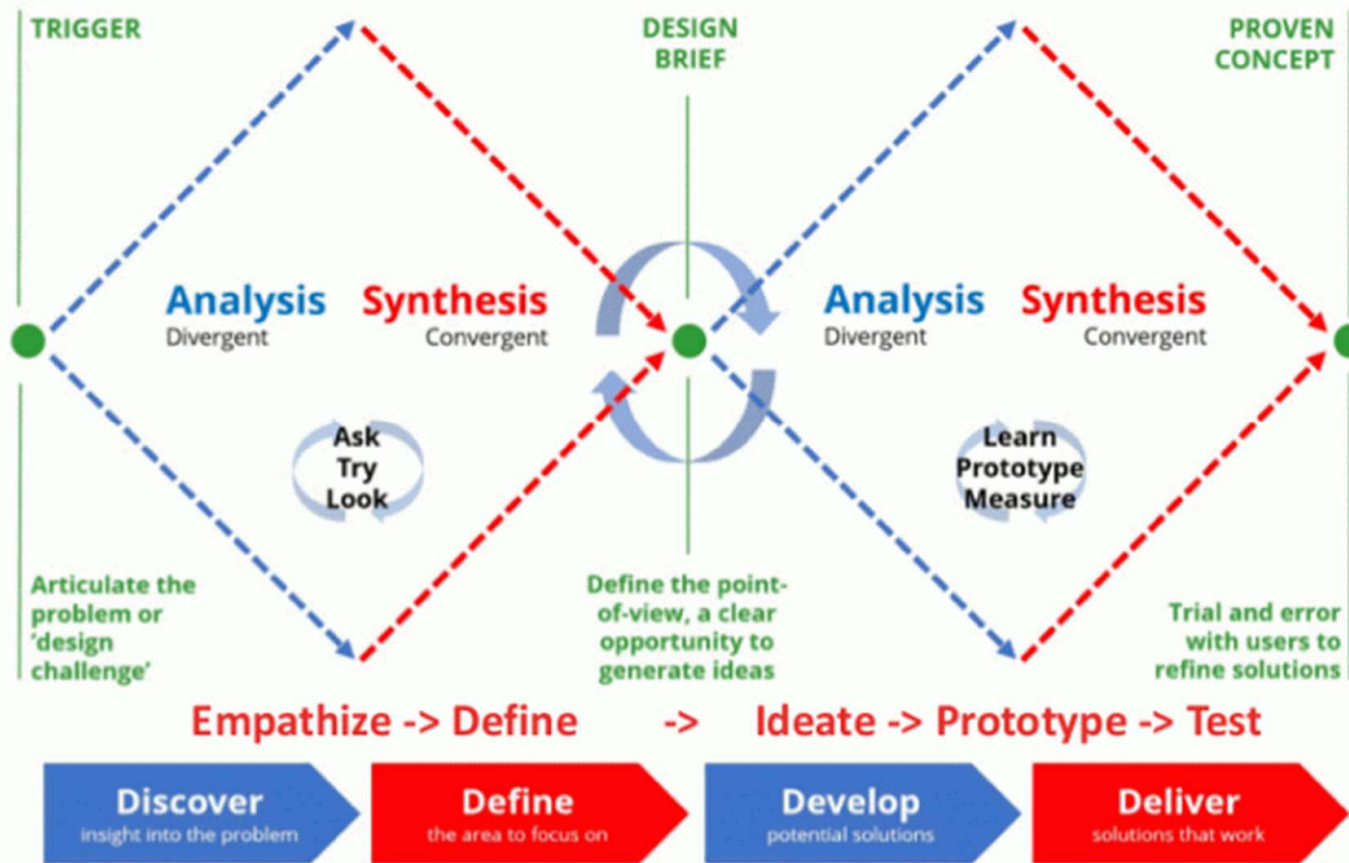 TRIGGER
DESIGN
BRIEF
PROVEN
CONCEPT
Analysis
Divergent
Synthesis
Convergent
Analysis
Divergent
Synthesis
Convergent
Ask
Try
Look
Learn
Prototype
Measure
Articulate the
problem or
‘design
challenge’
Define the point-
of-view, a clear
opportunity to
generate ideas
Trial and error
with users to
refine solutions
Empathize -> Define -> Ideate -> Prototype -> Test
Discover
insight into the problem
Define
the area to focus on
Develop
potential solutions
Deliver
solutions that work